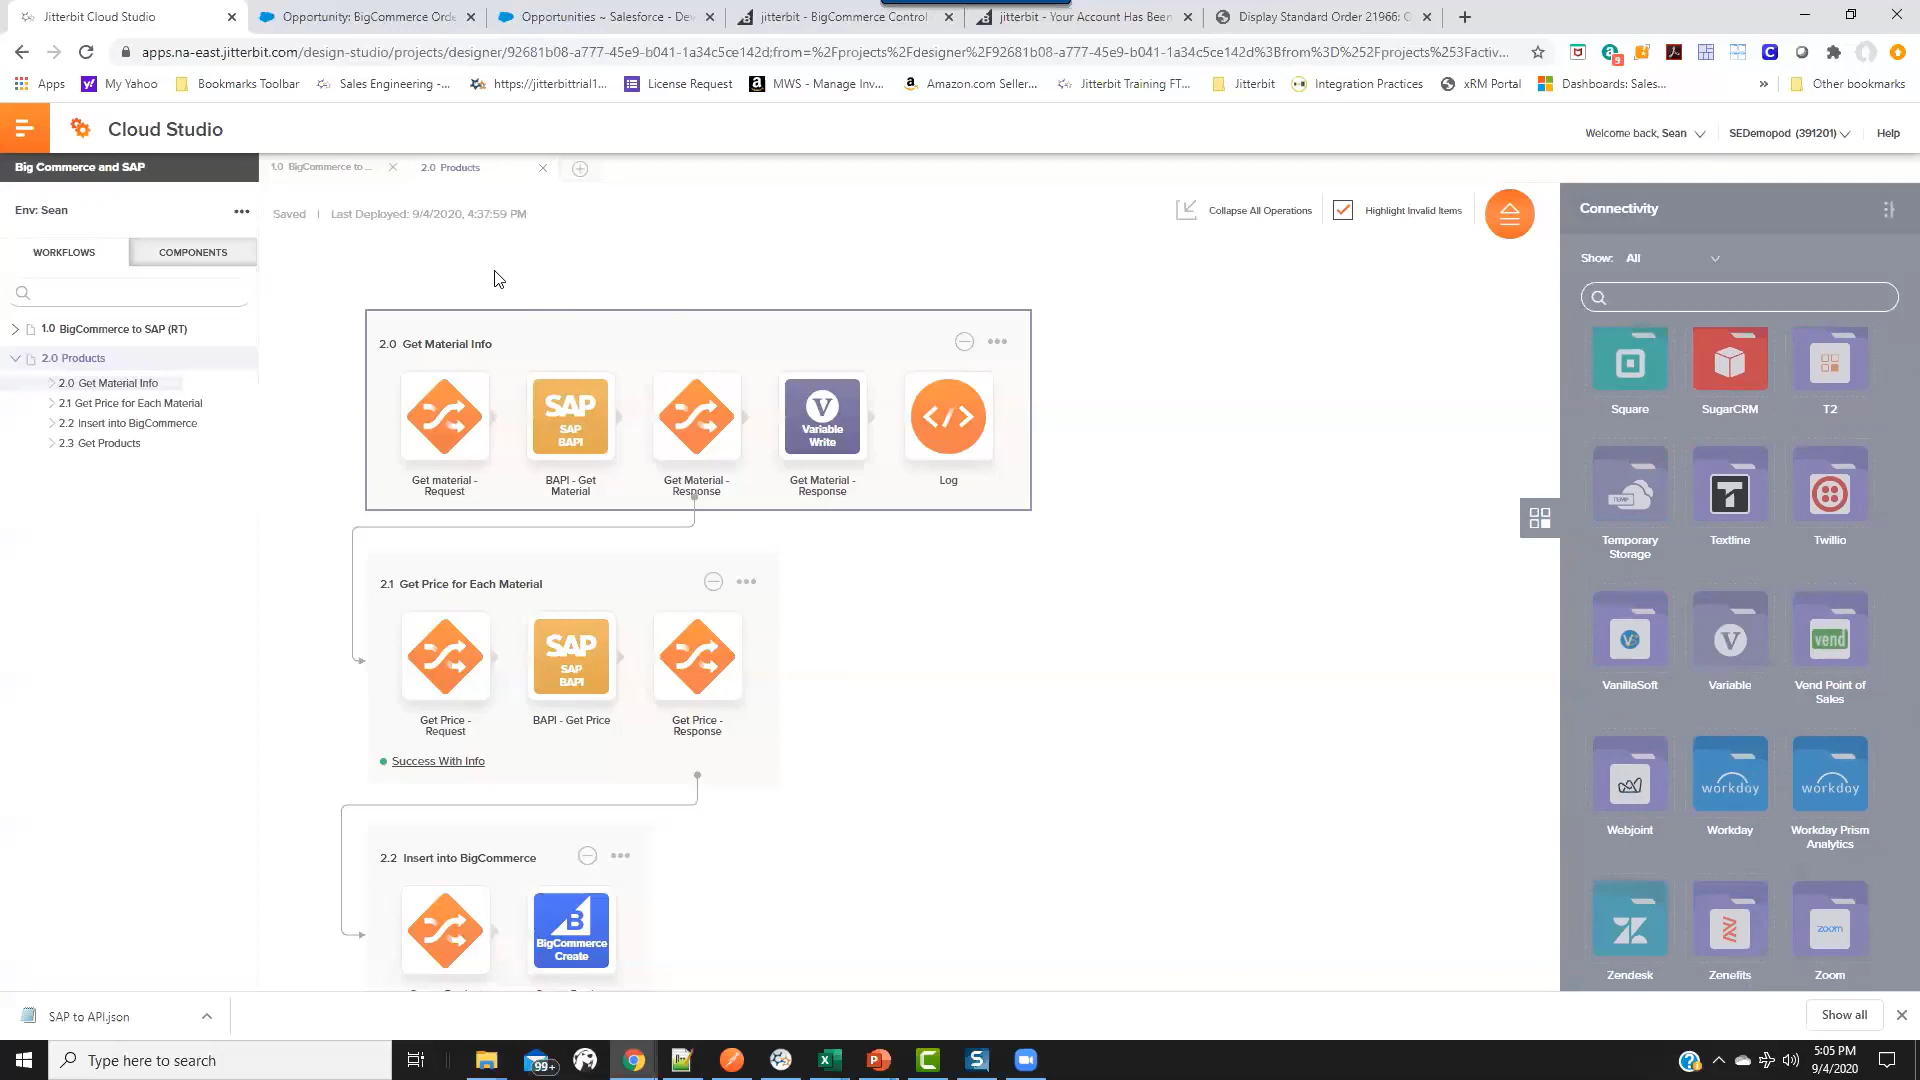 Jitterbit Cloud Studio
Opportunity: BigCommerce Orde
Opportunities ~ Salesforce - Dev
jitterbit - BigCommerce Control
jitterbit - Your Account Has Been
Display Standard Order 21966: C
apps.na-east.jitterbit.com/design-studio/projects/designer/92681b08-a777-45e9-b041-1a34c5ce142d;from=%2Fprojects%2Fdesigner%2F92681b08-a777-45e9-b041-1a34c5ce142d%3Bfrom%3D%252Fprojects%253Factiv...
9
Apps
My Yahoo
Bookmarks Toolbar
Sales Engineering -...
https://jitterbittrial1...
License Request
MWS - Manage Inv...
Amazon.com Seller...
Jitterbit Training FT...
Jitterbit
Integration Practices
xRM Portal
Dashboards: Sales...
»
Other bookmarks
Cloud Studio
Welcome back, Sean
SEDemopod (391201)
Help
Big Commerce and SAP
1.0 BigCommerce to ...
2.0 Products
Env: Sean
Saved | Last Deployed: 9/4/2020, 4:37:59 PM
Collapse All Operations
Highlight Invalid Items
WORKFLOWS
COMPONENTS
1.0 BigCommerce to SAP (RT)
2.0 Products
2.0 Get Material Info
2.1 Get Price for Each Material
2.2 Insert into BigCommerce
2.3 Get Products
2.0 Get Material Info
SAP
SAP
BAPI
V
Variable
Write
</>
Get material -
Request
BAPI - Get
Material
Get Material -
Response
Get Material -
Response
Log
2.1 Get Price for Each Material
SAP
SAP
BAPI
Get Price -
Request
BAPI - Get Price
Get Price -
Response
Success With Info
2.2 Insert into BigCommerce
B
BigCommerce
Create
Connectivity
Show: All
Square
SugarCRM
T2
TEMP
T
Temporary
Storage
Textline
Twillio
VS
V
vend
VanillaSoft
Variable
Vend Point of
Sales
workday
workday
Webjoint
Workday
Workday Prism
Analytics
zoom
Zendesk
Zenefits
Zoom
SAP to API.json
Show all
Type here to search
99+
5:05 PM
9/4/2020